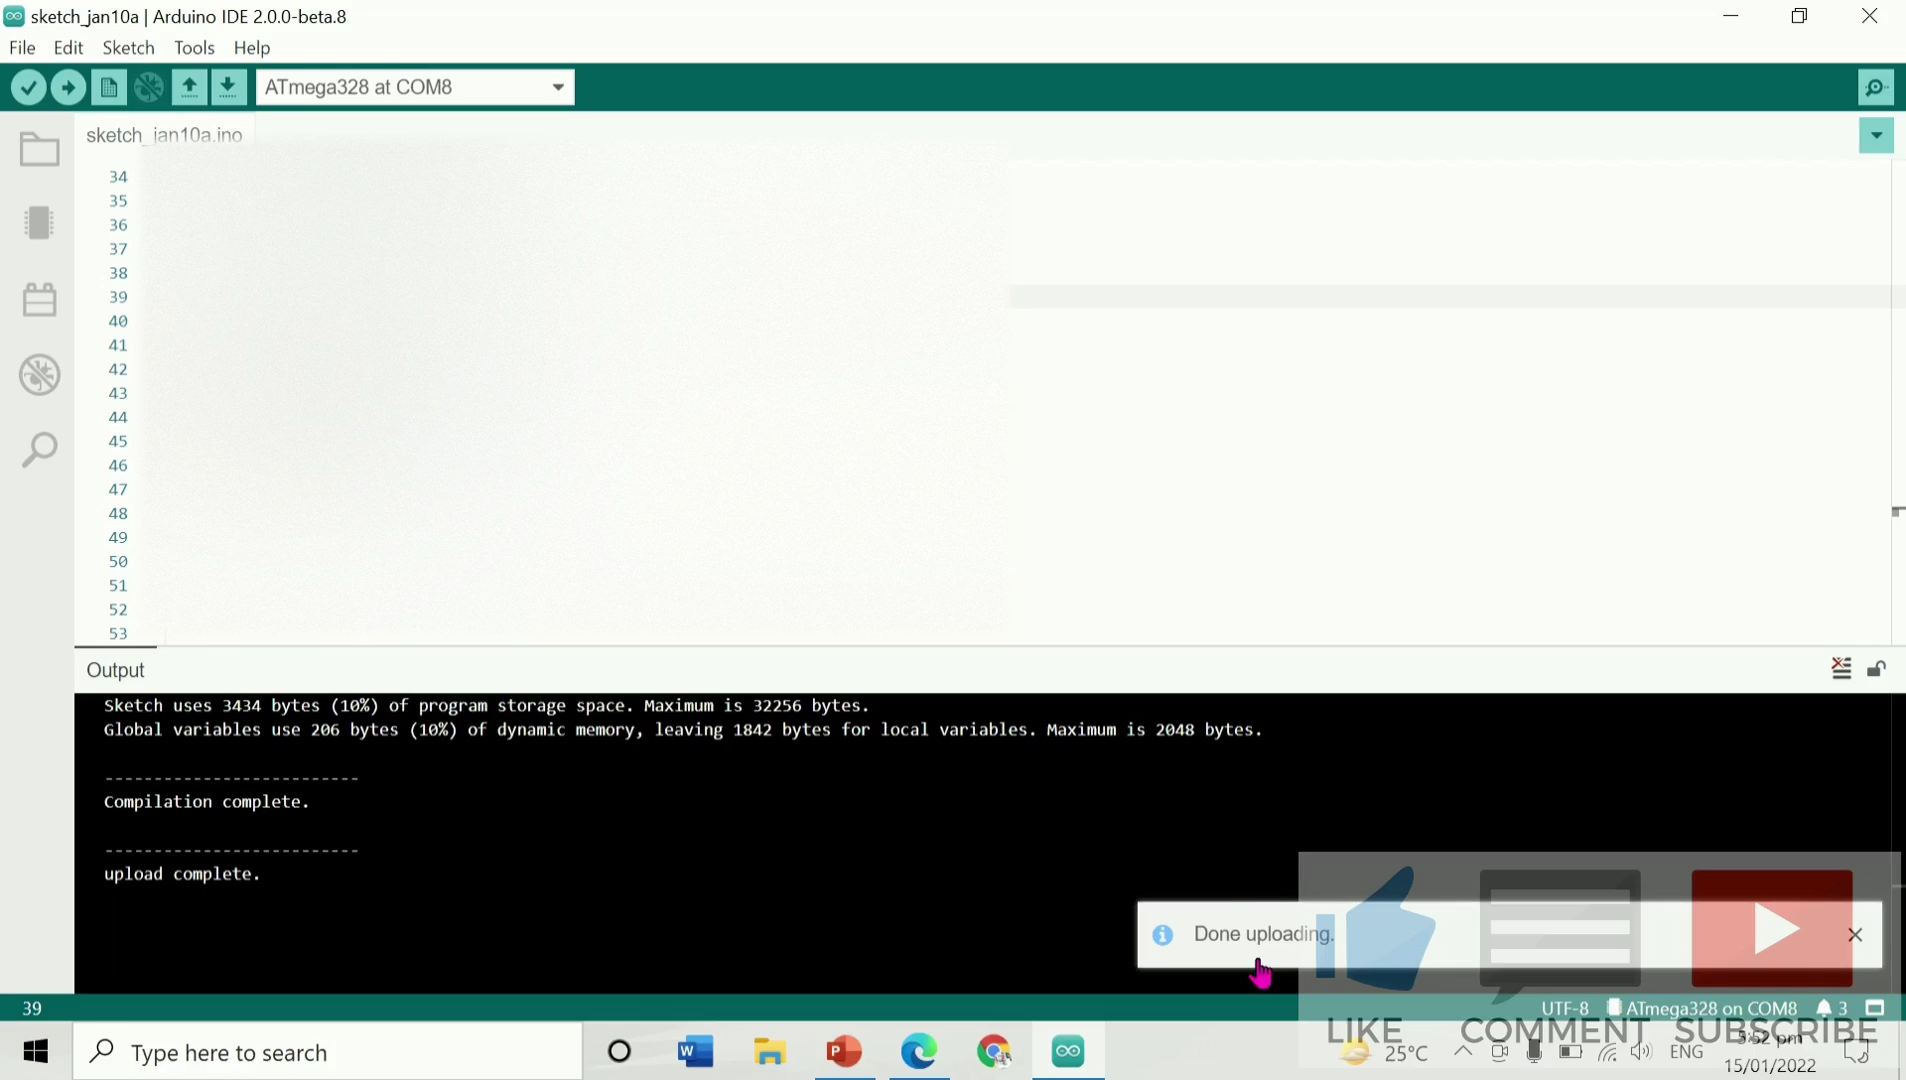 sketch_jan10a | Arduino IDE 2.0.0-beta.8
File Edit Sketch Tools Help
ATmega328 at COM8
sketch_jan10a.ino
34
35
36
37
38
39
40
41
42
43
44
45
46
47
48
49
50
51
52
53
Output
Sketch uses 3434 bytes (10%) of program storage space. Maximum is 32256 bytes.
Global variables use 206 bytes (10%) of dynamic memory, leaving 1842 bytes for local variables. Maximum is 2048 bytes.
--------------------------
Compilation complete.
--------------------------
upload complete.
Done uploading.
39
UTF-8 ATmega328 on COM8 3
LIKE COMMENT SUBSCRIBE
Type here to search
25°C ENG 5:52 pm
15/01/2022